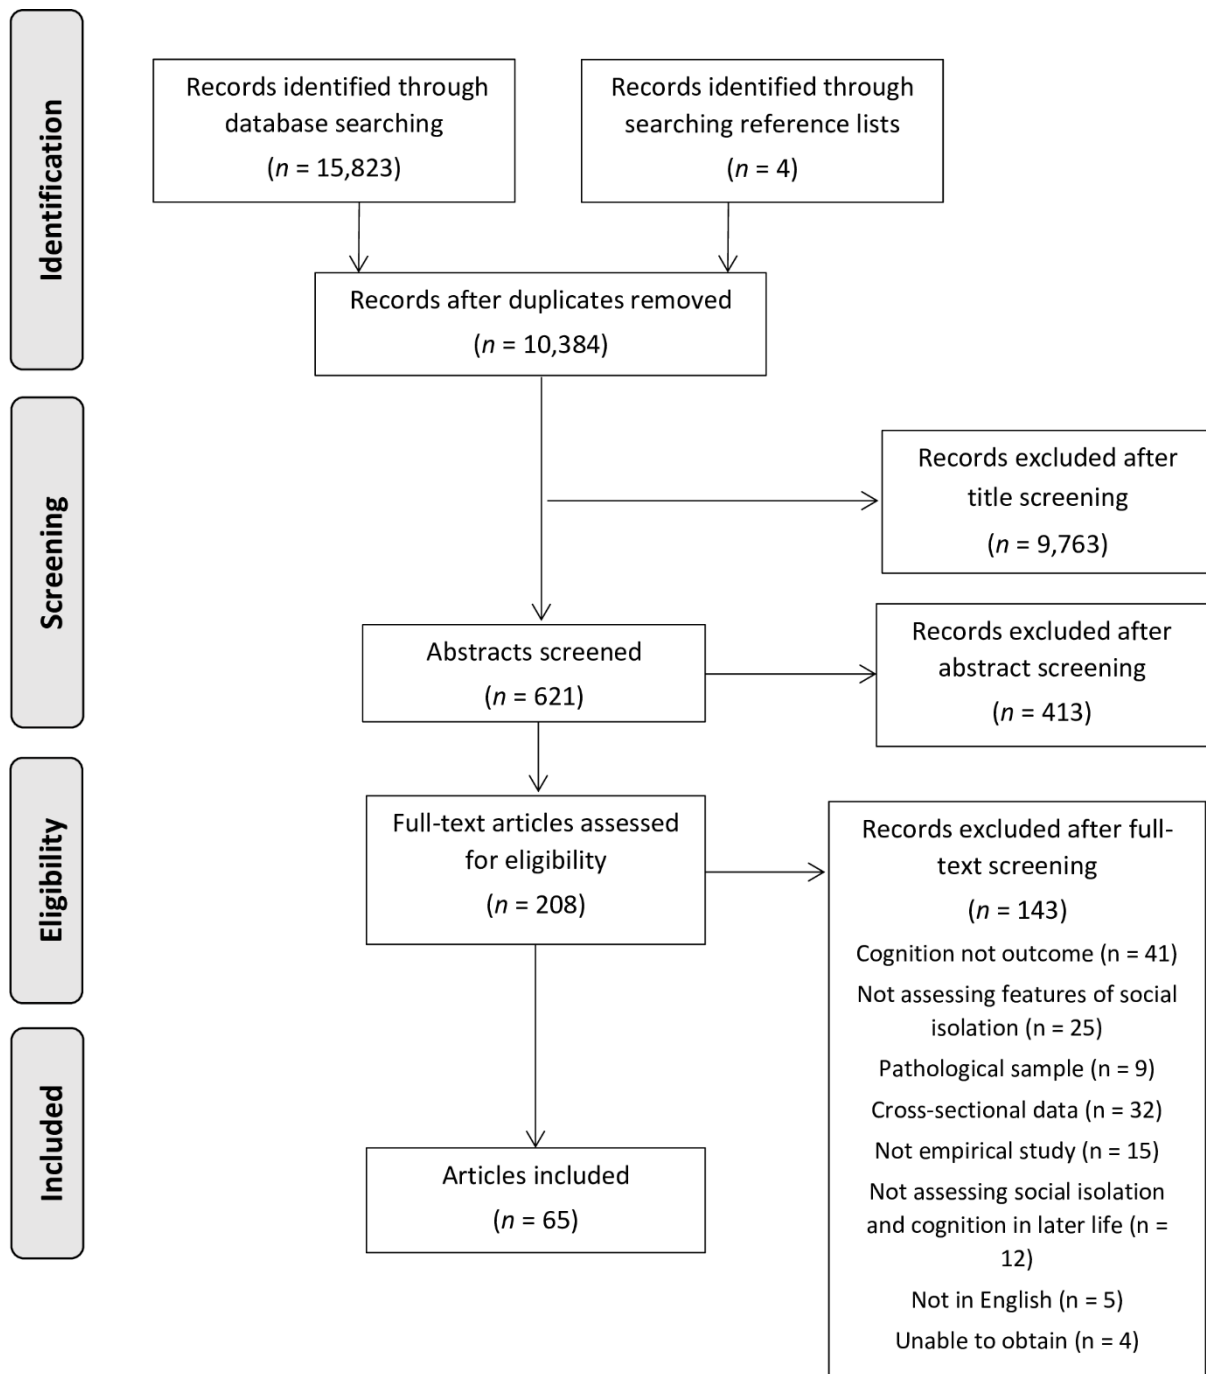 Identification
Records identified through
database searching
(n = 15,823)
Records identified through
searching reference lists
(n = 4)
Records after duplicates removed
(n = 10,384)
Screening
Records excluded after
title screening
(n = 9,763)
Abstracts screened
(n = 621)
Records excluded after
abstract screening
(n = 413)
Eligibility
Full-text articles assessed
for eligibility
(n = 208)
Records excluded after full-
text screening
(n = 143)
Cognition not outcome (n = 41)
Not assessing features of social
isolation (n = 25)
Pathological sample (n = 9)
Cross-sectional data (n = 32)
Not empirical study (n = 15)
Not assessing social isolation
and cognition in later life (n =
12)
Not in English (n = 5)
Unable to obtain (n = 4)
Included
Articles included
(n = 65)